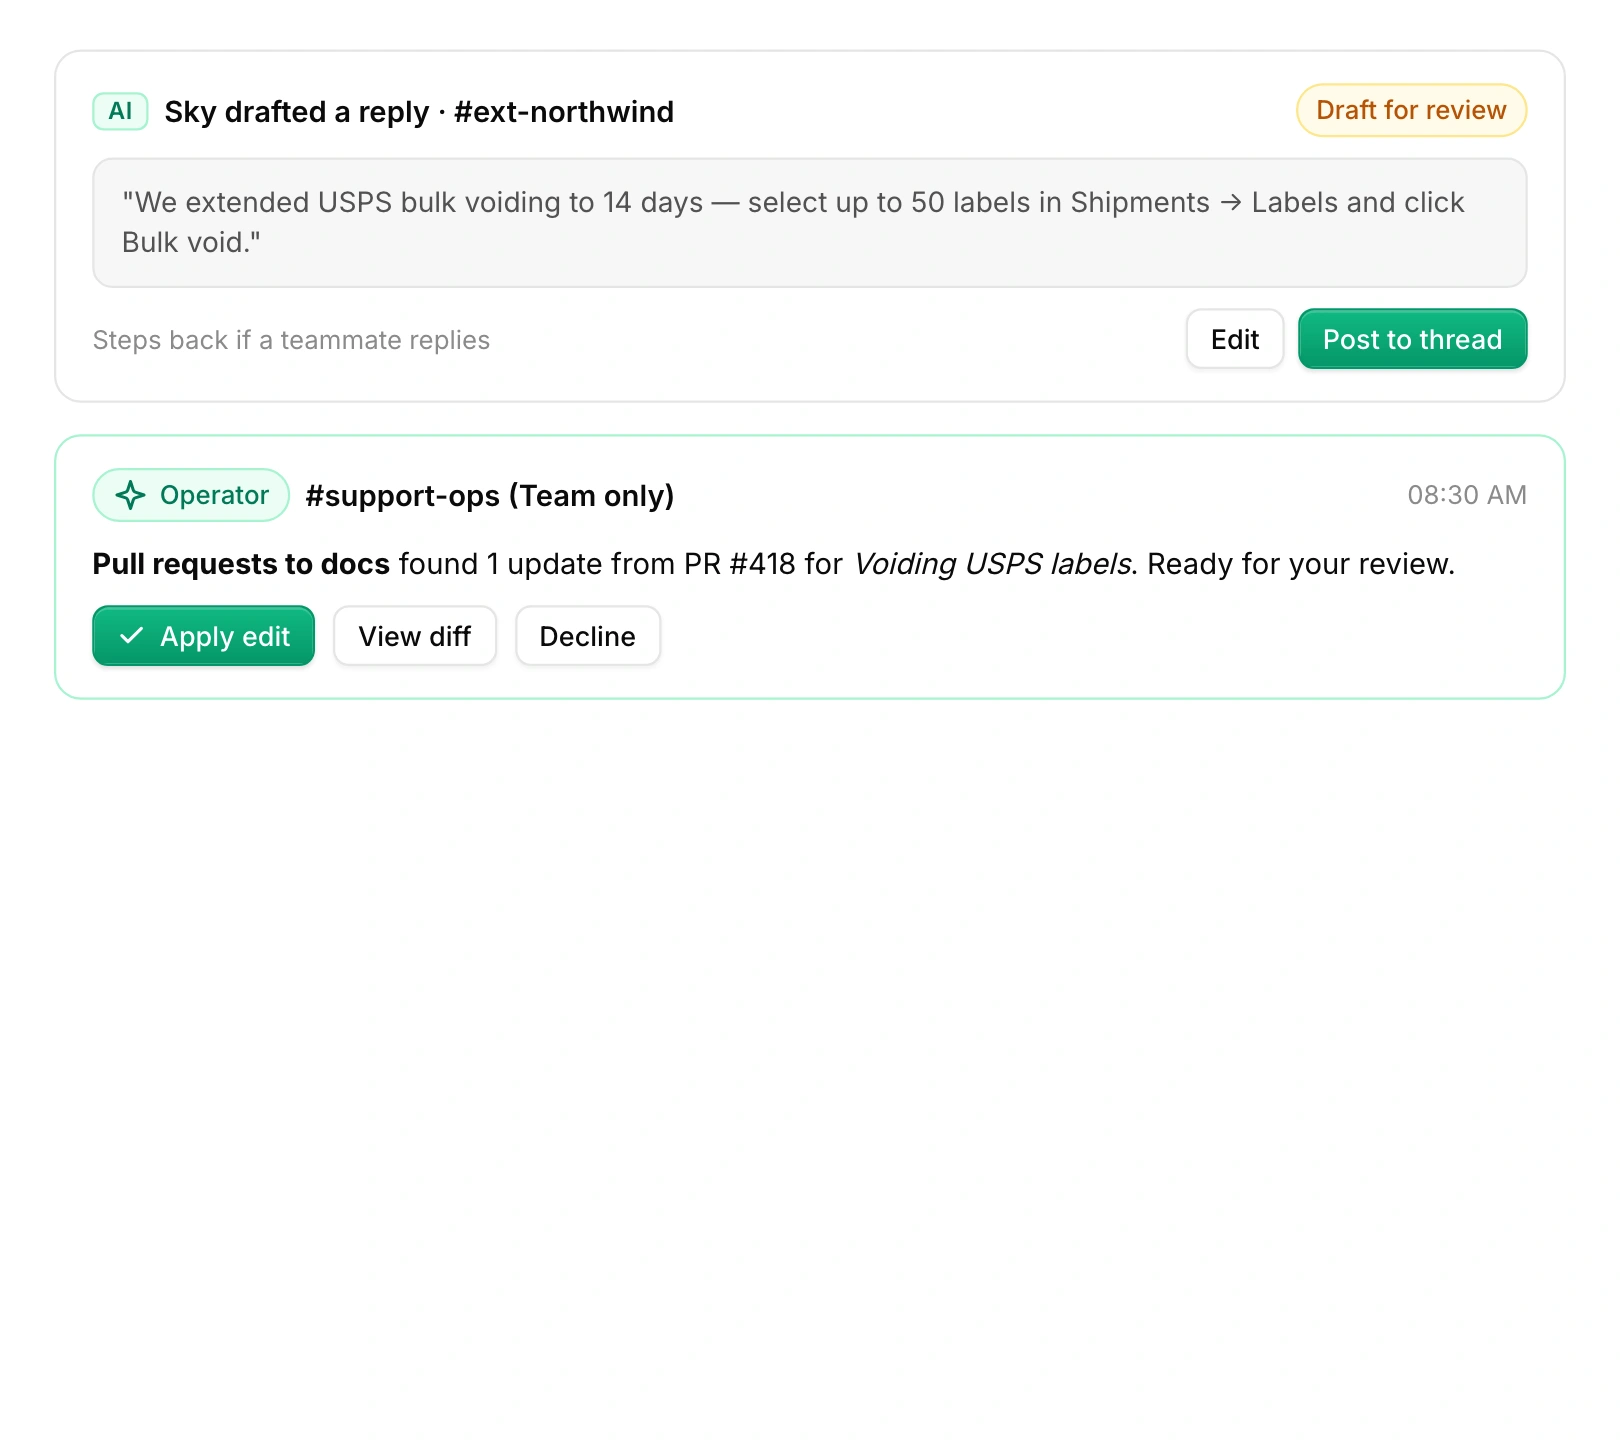 AI Sky drafted a reply · #ext-northwind Draft for review
"We extended USPS bulk voiding to 14 days — select up to 50 labels in Shipments → Labels and click
Bulk void."
Steps back if a teammate replies Edit Post to thread
Operator #support-ops (Team only) 08:30 AM
Pull requests to docs found 1 update from PR #418 for Voiding USPS labels. Ready for your review.
Apply edit View diff Decline